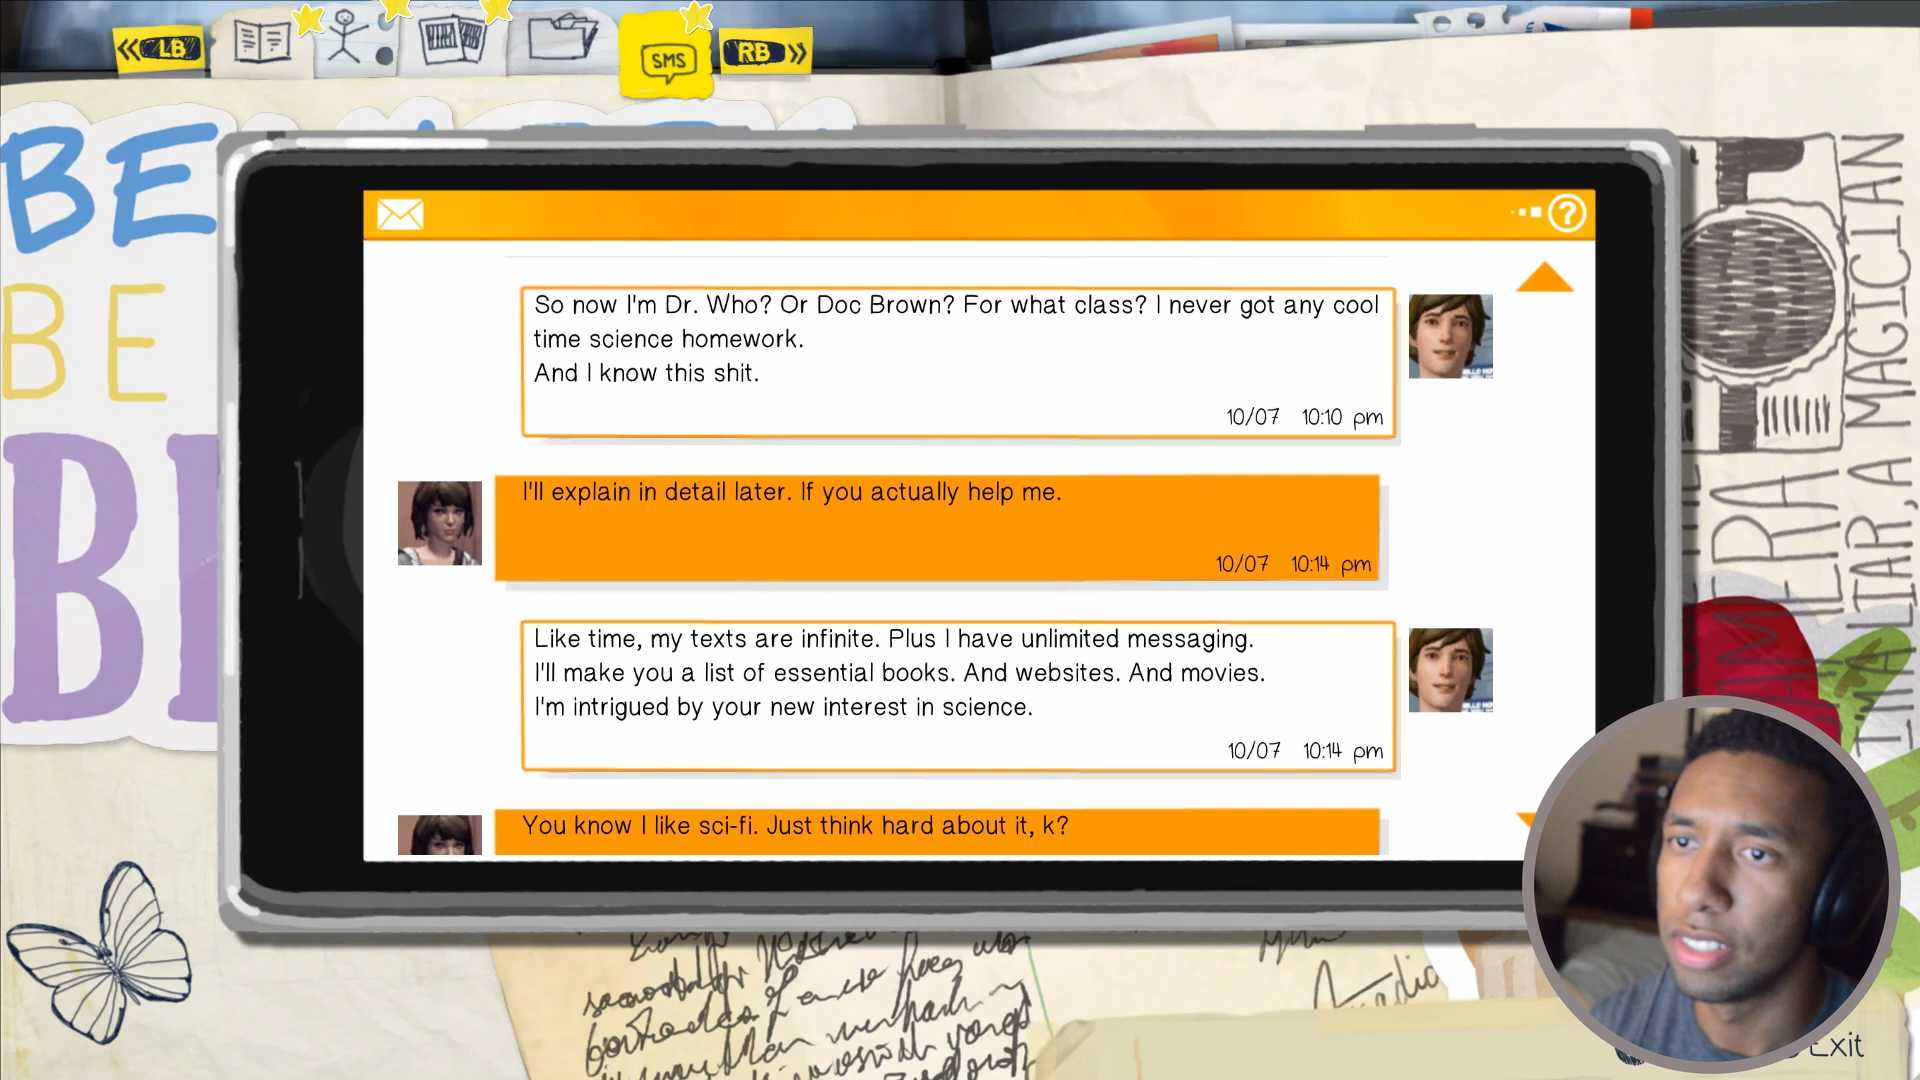 LB
SMS
RB
BE
BE
So now I'm Dr. Who? Or Doc Brown? For what class? I never got any cool
time science homework.
And I know this shit.
10/07 10:10 pm
I'll explain in detail later. If you actually help me.
10/07 10:14 pm
Like time, my texts are infinite. Plus I have unlimited messaging.
I'll make you a list of essential books. And websites. And movies.
I'm intrigued by your new interest in science.
10/07 10:14 pm
You know I like sci-fi. Just think hard about it, k?
LIAR, A MAGICIAN
Exit